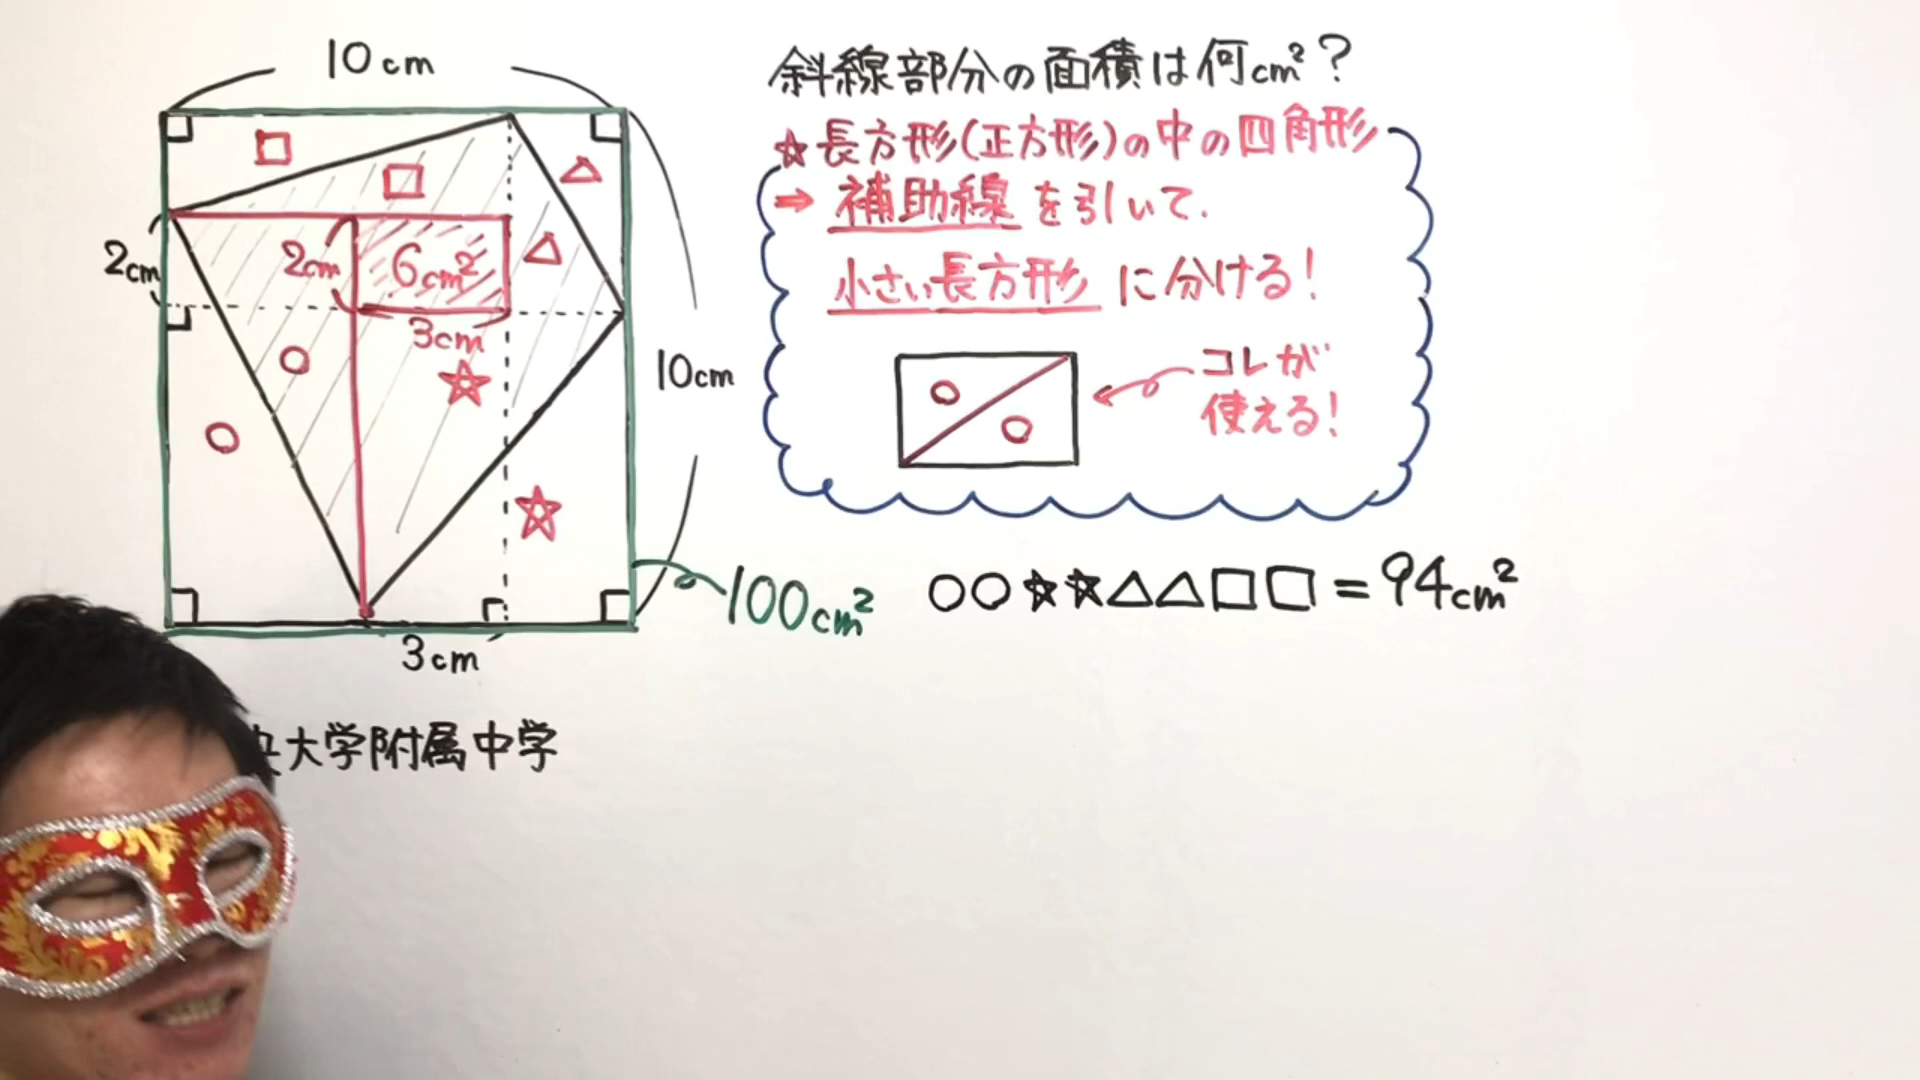 10cm
斜線部分の面積は何cm²?
☆長方形(正方形)の中の四角形
→ 補助線を引いて.
小さい長方形に分ける!
□
□
△
2cm
2cm
6cm²
△
3cm
10cm
コレが
使える!
○
○
○
☆
○
☆
100cm²
○○☆☆△△□□=94cm²
3cm
大学附属中学